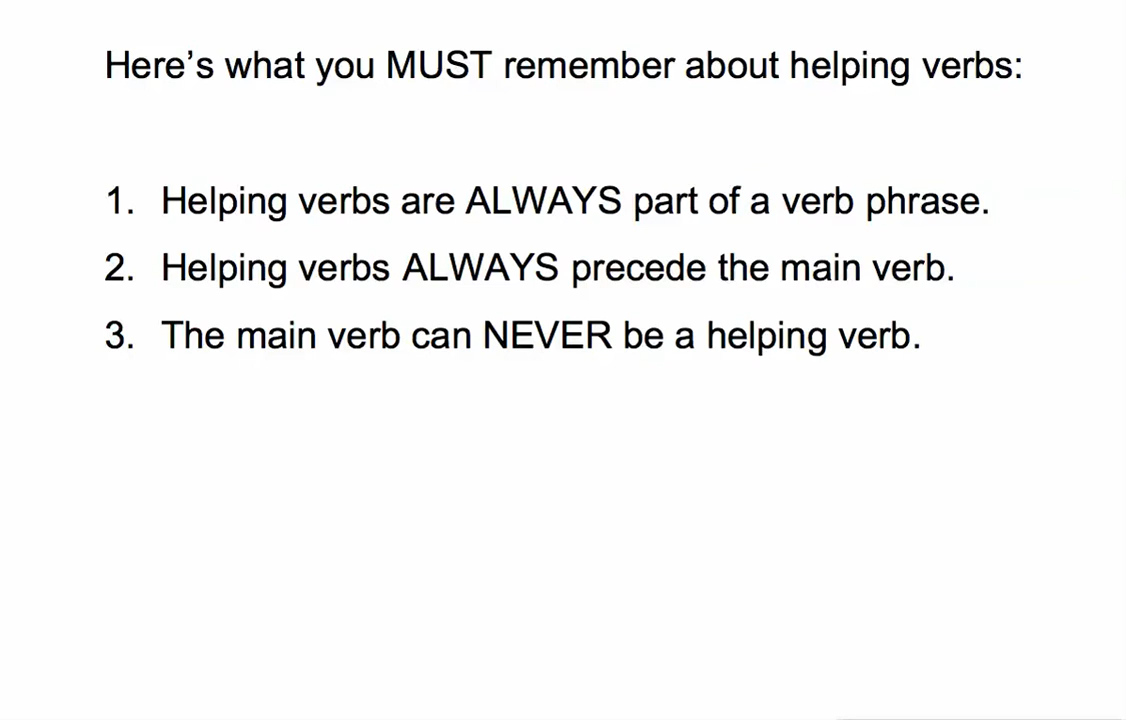 Here’s what you MUST remember about helping verbs:
1. Helping verbs are ALWAYS part of a verb phrase.
2. Helping verbs ALWAYS precede the main verb.
3. The main verb can NEVER be a helping verb.